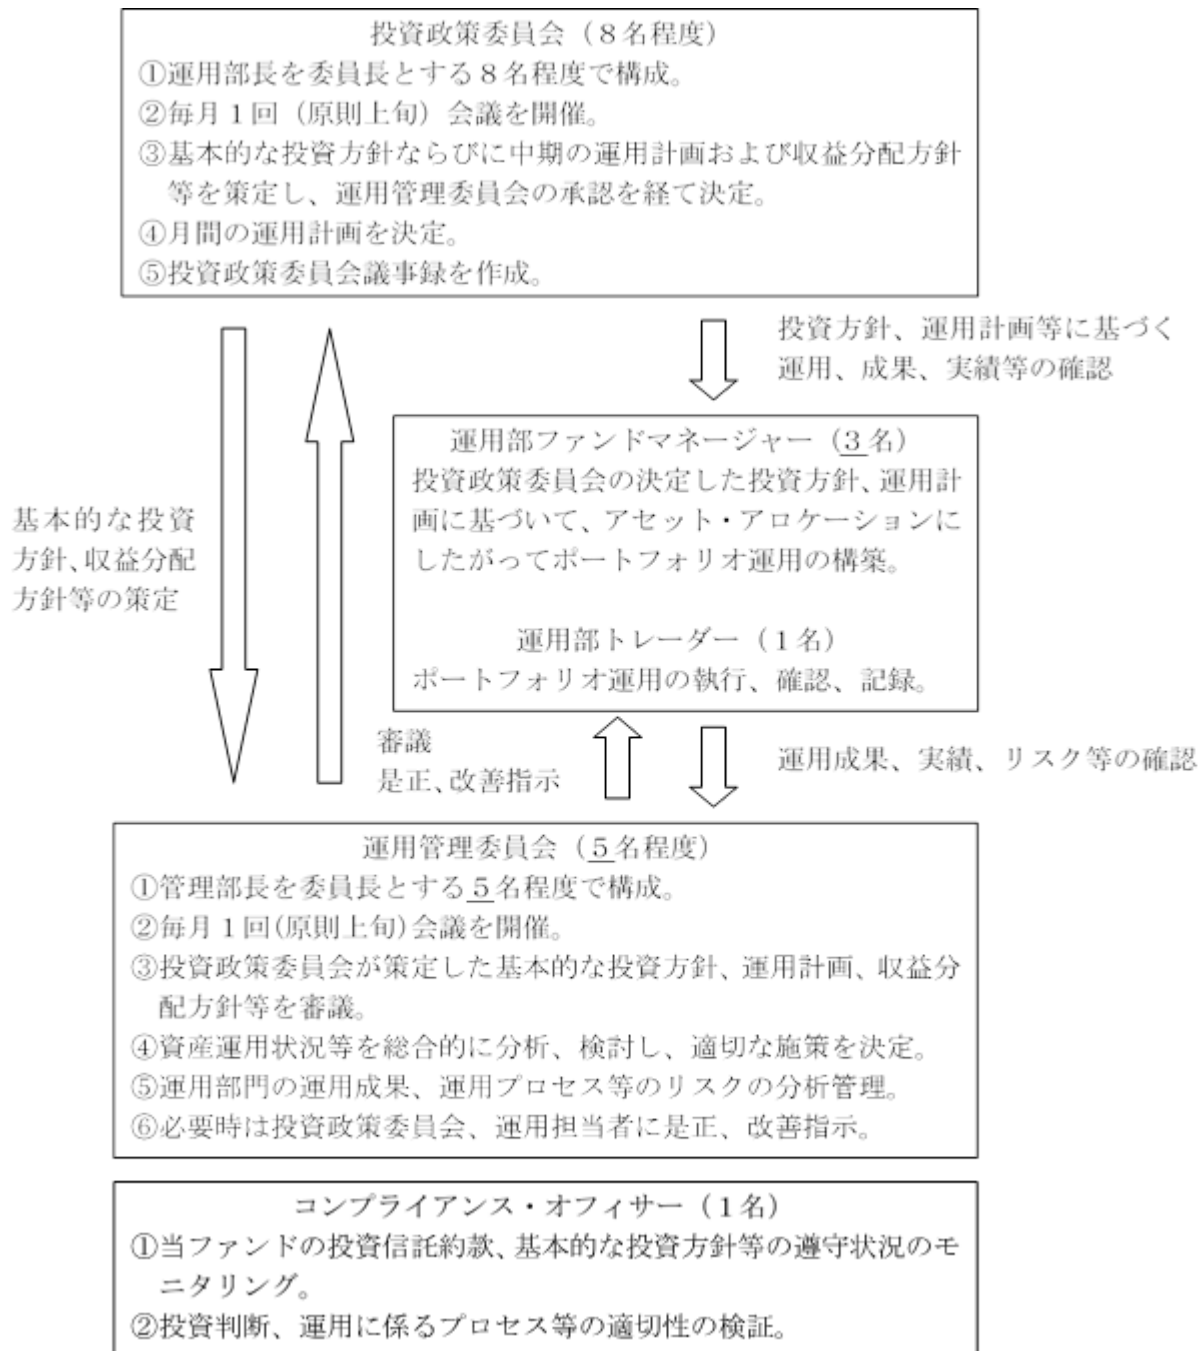 投資政策委員会（８名程度）
①運用部長を委員長とする８名程度で構成。
②毎月１回（原則上旬）会議を開催。
③基本的な投資方針ならびに中期の運用計画および収益分配方針
等を策定し、運用管理委員会の承認を経て決定。
④月間の運用計画を決定。
⑤投資政策委員会議事録を作成。
投資方針、運用計画等に基づく
運用、成果、実績等の確認
運用部ファンドマネージャー（３名）
投資政策委員会の決定した投資方針、運用計
画に基づいて、アセット・アロケーションに
したがってポートフォリオ運用の構築。
運用部トレーダー（１名）
ポートフォリオ運用の執行、確認、記録。
基本的な投資
方針、収益分配
方針等の策定
審議
是正、改善指示
運用成果、実績、リスク等の確認
運用管理委員会（５名程度）
①管理部長を委員長とする５名程度で構成。
②毎月１回(原則上旬)会議を開催。
③投資政策委員会が策定した基本的な投資方針、運用計画、収益分
配方針等を審議。
④資産運用状況等を総合的に分析、検討し、適切な施策を決定。
⑤運用部門の運用成果、運用プロセス等のリスクの分析管理。
⑥必要時は投資政策委員会、運用担当者に是正、改善指示。
コンプライアンス・オフィサー（１名）
①当ファンドの投資信託約款、基本的な投資方針等の遵守状況のモ
ニタリング。
②投資判断、運用に係るプロセス等の適切性の検証。